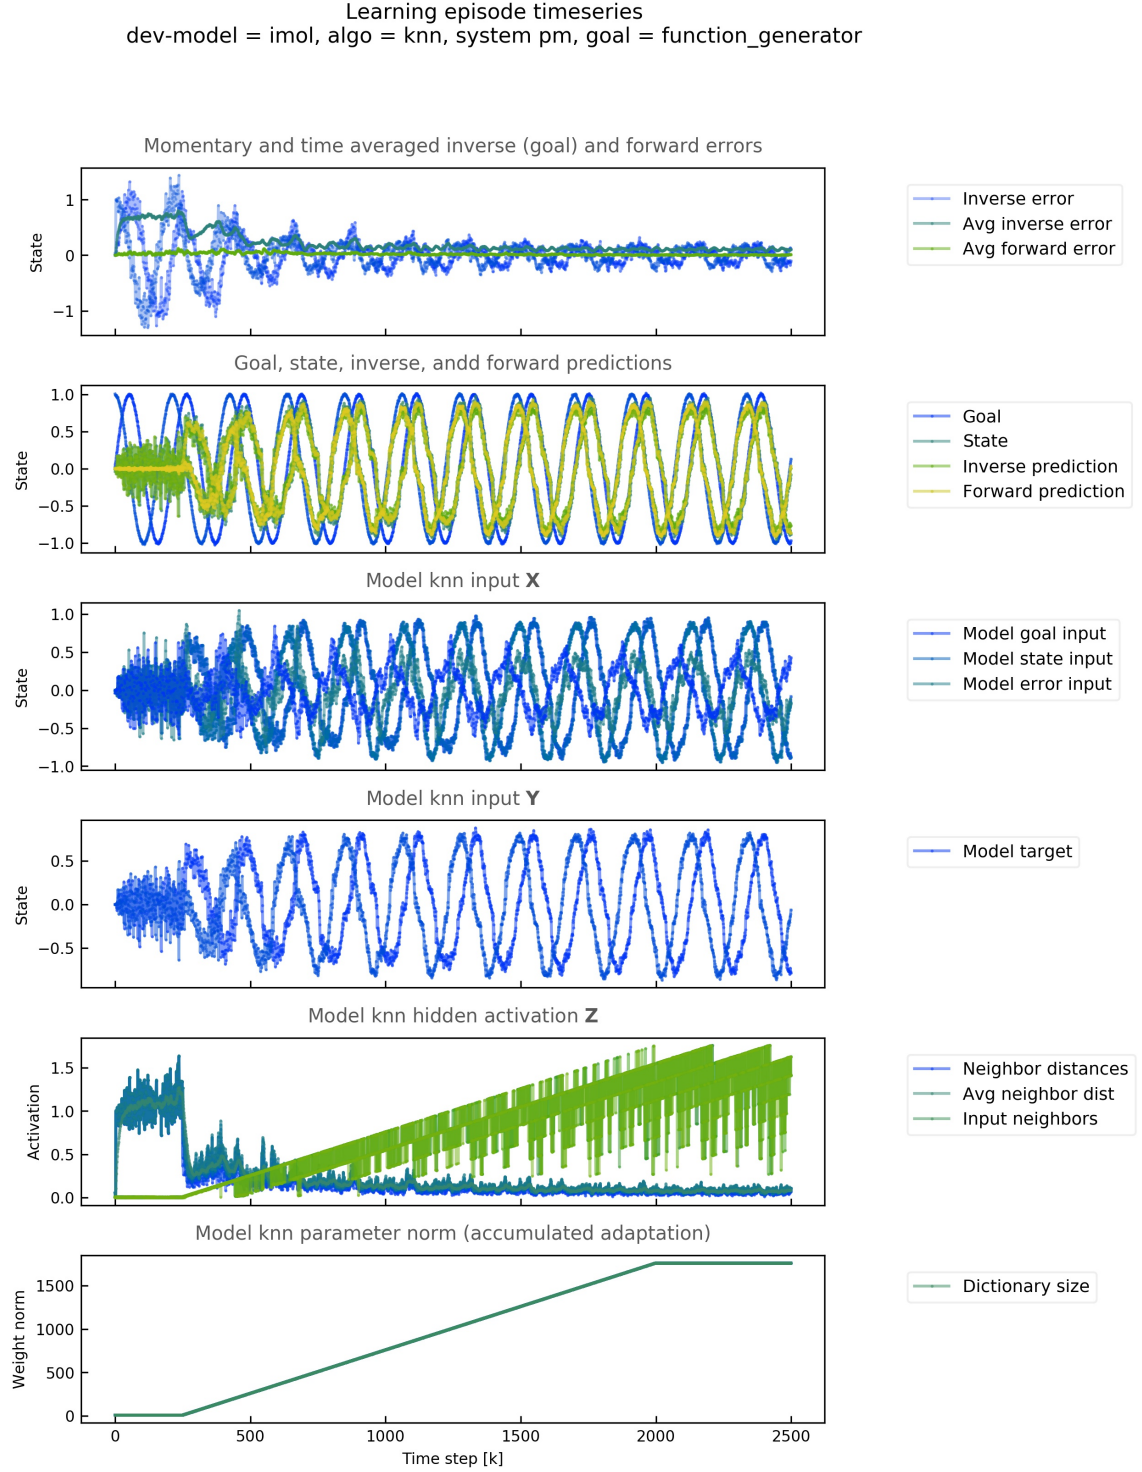 Learning episode timeseries
dev-model = imol, algo = knn, system pm, goal = function_generator
Momentary and time averaged inverse (goal) and forward errors
State
1
0
−1
Inverse error
Avg inverse error
Avg forward error
Goal, state, inverse, andd forward predictions
State
1.0
0.5
0.0
−0.5
−1.0
Goal
State
Inverse prediction
Forward prediction
Model knn input X
State
1.0
0.5
0.0
−0.5
−1.0
Model goal input
Model state input
Model error input
Model knn input Y
State
0.5
0.0
−0.5
Model target
Model knn hidden activation Z
Activation
1.5
1.0
0.5
0.0
Neighbor distances
Avg neighbor dist
Input neighbors
Model knn parameter norm (accumulated adaptation)
Weight norm
1500
1000
500
0
Dictionary size
0 500 1000 1500 2000 2500
Time step [k]